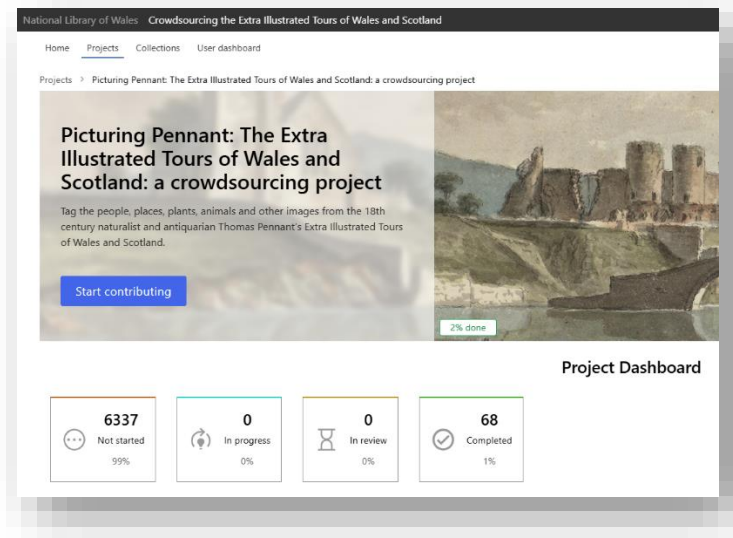 National Library of Wales Crowdsourcing the Extra Illustrated Tours of Wales and Scotland
Home Projects Collections User dashboard
Projects > Picturing Pennant: The Extra Illustrated Tours of Wales and Scotland: a crowdsourcing project
Picturing Pennant: The Extra
Illustrated Tours of Wales and
Scotland: a crowdsourcing project
Tag the people, places, plants, animals and other images from the 18th
century naturalist and antiquarian Thomas Pennant's Extra Illustrated Tours
of Wales and Scotland.
Start contributing
2% done
Project Dashboard
6337
Not started
99%
0
In progress
0%
0
In review
0%
68
Completed
1%